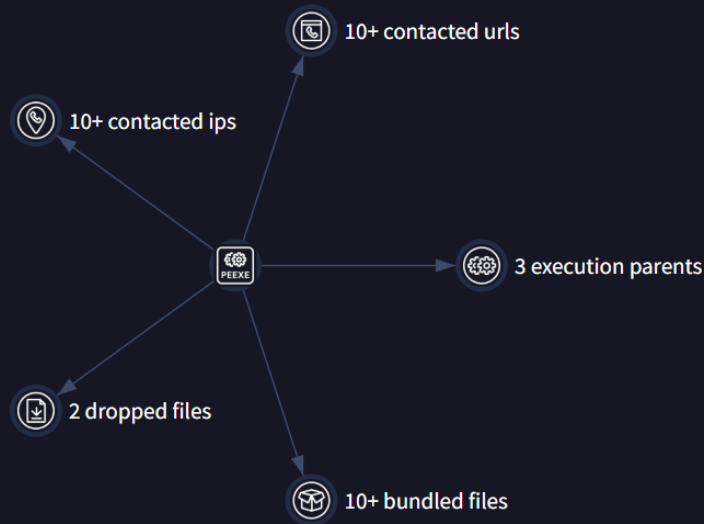 10+ contacted urls
10+ contacted ips
PEEXE
3 execution parents
2 dropped files
10+ bundled files